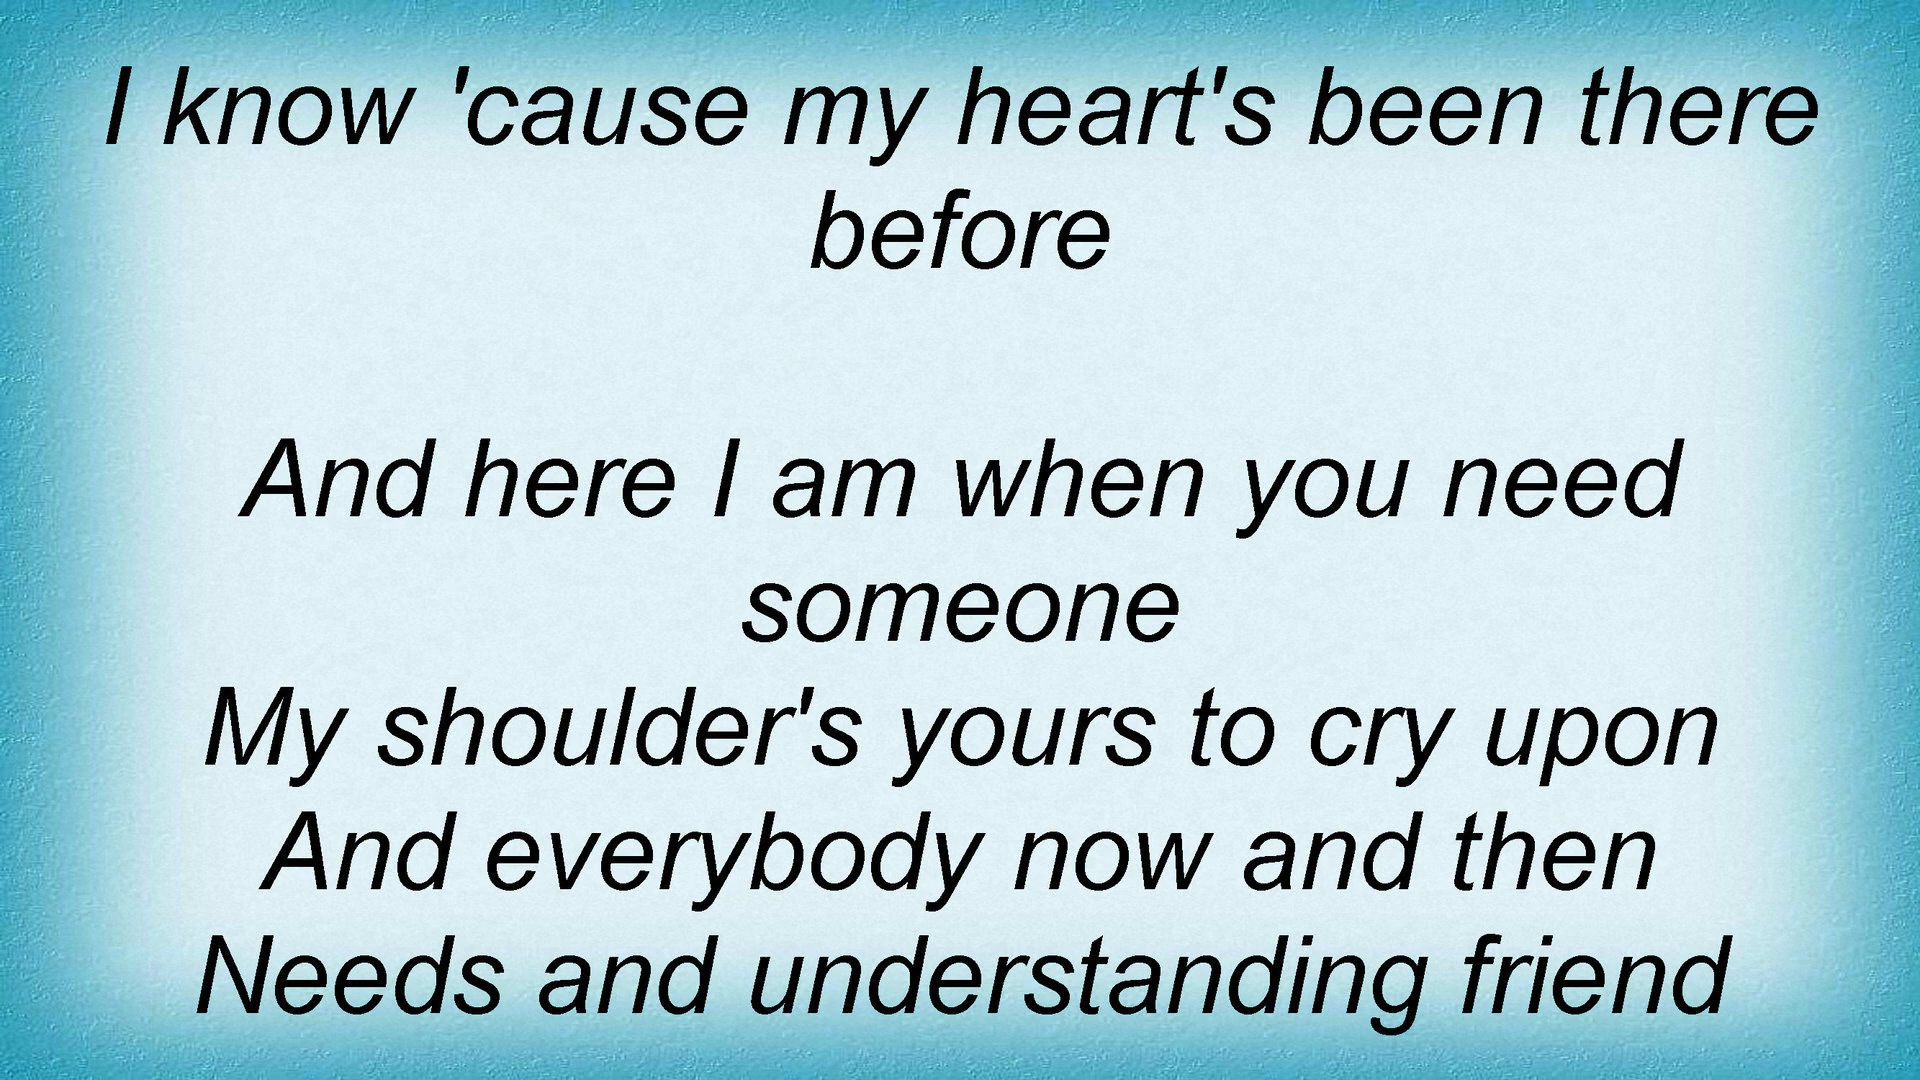 I know 'cause my heart's been there
before
And here I am when you need
someone
My shoulder's yours to cry upon
And everybody now and then
Needs and understanding friend